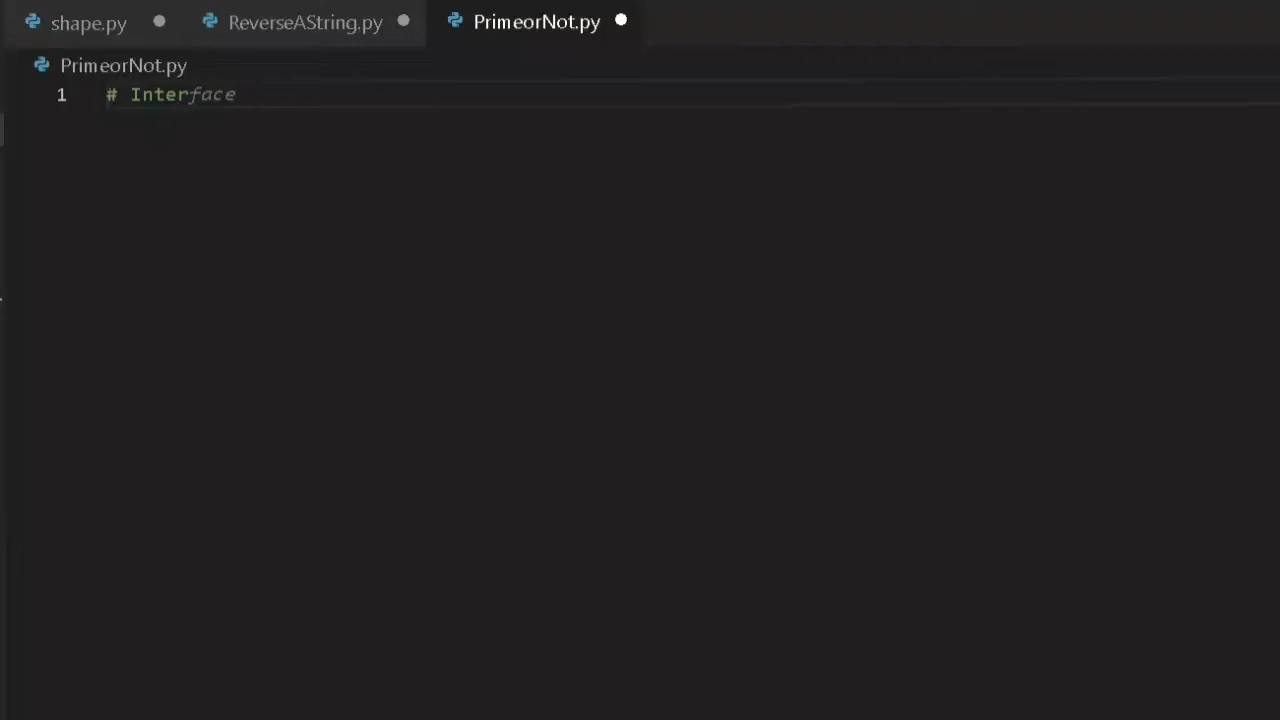 shape.py
ReverseAString.py
PrimeorNot.py
PrimeorNot.py
1 # Interface